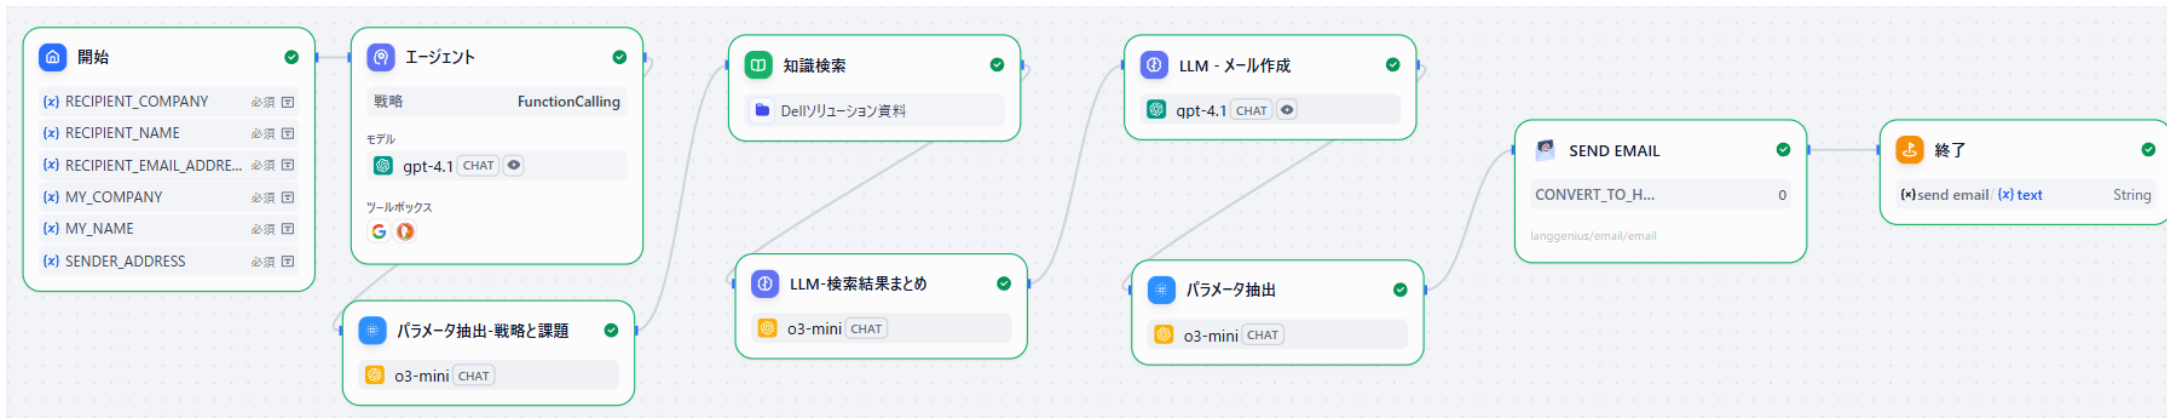 開始
(x) RECIPIENT_COMPANY 必須
(x) RECIPIENT_NAME 必須
(x) RECIPIENT_EMAIL_ADDRE... 必須
(x) MY_COMPANY 必須
(x) MY_NAME 必須
(x) SENDER_ADDRESS 必須
エージェント
戦略 FunctionCalling
モデル
gpt-4.1 CHAT
ツールボックス
パラメータ抽出-戦略と課題
o3-mini CHAT
知識検索
Dellソリューション資料
LLM-検索結果まとめ
o3-mini CHAT
LLM - メール作成
gpt-4.1 CHAT
パラメータ抽出
o3-mini CHAT
SEND EMAIL
CONVERT_TO_H... 0
langgenius/email/email
終了
(x) send email / (x) text String